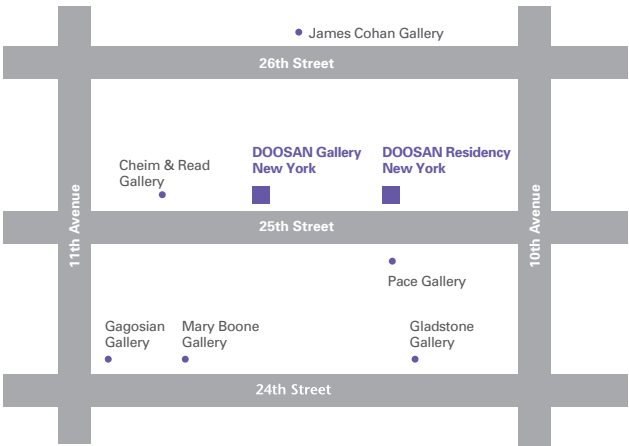 James Cohan Gallery
26th Street
DOOSAN Gallery
New York
DOOSAN Residency
New York
Cheim & Read
Gallery
11th Avenue
10th Avenue
25th Street
Pace Gallery
Gagosian
Gallery
Mary Boone
Gallery
Gladstone
Gallery
24th Street